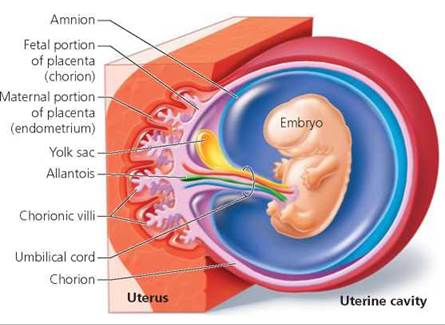 Amnion
Fetal portion
of placenta
(chorion)
Maternal portion
of placenta
(endometrium)
Yolk sac
Allantois
Chorionic villi
Umbilical cord
Chorion
Embryo
Uterus
Uterine cavity